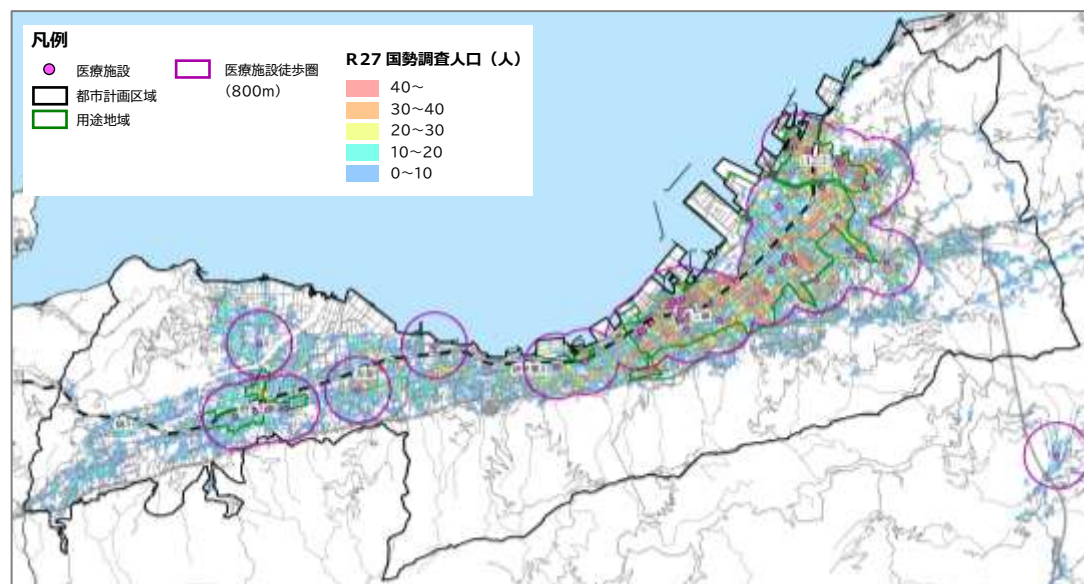 凡例
医療施設
都市計画区域
用途地域
医療施設徒歩圏
(800m)
R27 国勢調査人口(人)
40～
30～40
20～30
10～20
0～10